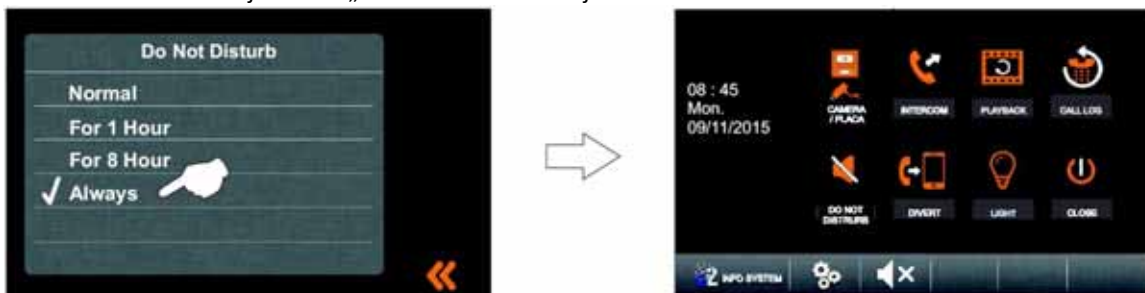 Do Not Disturb
Normal
For 1 Hour
For 8 Hour
Always
08 : 45
Mon.
09/11/2015
CAMERA
/ PLACA
INTERCOM
PLAYBACK
CALL LOG
DO NOT
DISTRURB
DIVERT
LIGHT
CLOSE
2 INFO SYSTEM